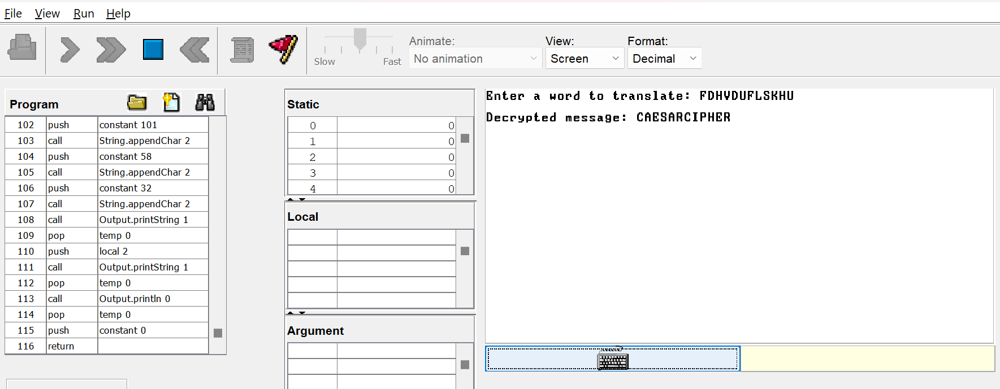 File View Run Help
Animate: View: Format:
Slow Fast No animation Screen Decimal
Program
102 push constant 101
103 call String.appendChar 2
104 push constant 58
105 call String.appendChar 2
106 push constant 32
107 call String.appendChar 2
108 call Output.printString 1
109 pop temp 0
110 push local 2
111 call Output.printString 1
112 pop temp 0
113 call Output.println 0
114 pop temp 0
115 push constant 0
116 return
Static
0 0
1 0
2 0
3 0
4 0
Local
Argument
Enter a word to translate: FDHVDUFLSKHU
Decrypted message: CAESARCIPHER